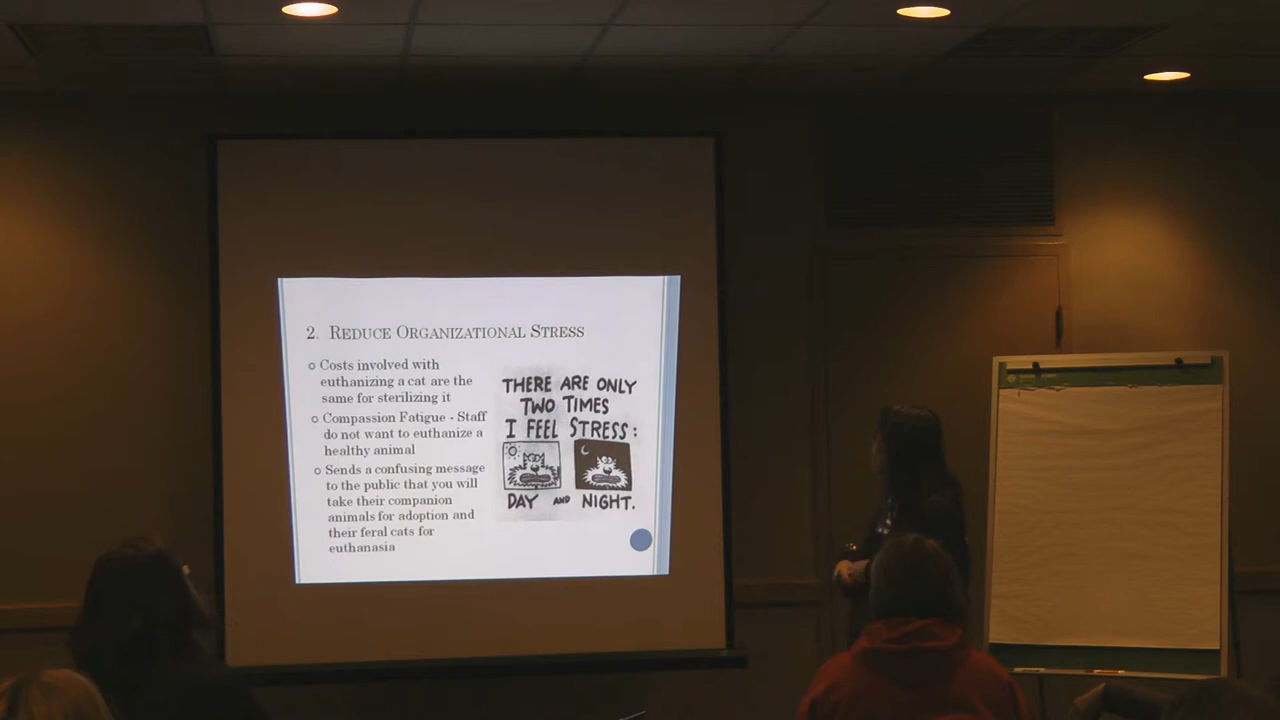 2. REDUCE ORGANIZATIONAL STRESS
Costs involved with
euthanizing a cat are the
same for sterilizing it
Compassion Fatigue - Staff
do not want to euthanize a
healthy animal
Sends a confusing message
to the public that you will
take their companion
animals for adoption and
their feral cats for
euthanasia
THERE ARE ONLY
TWO TIMES
I FEEL STRESS:
DAY AND NIGHT.